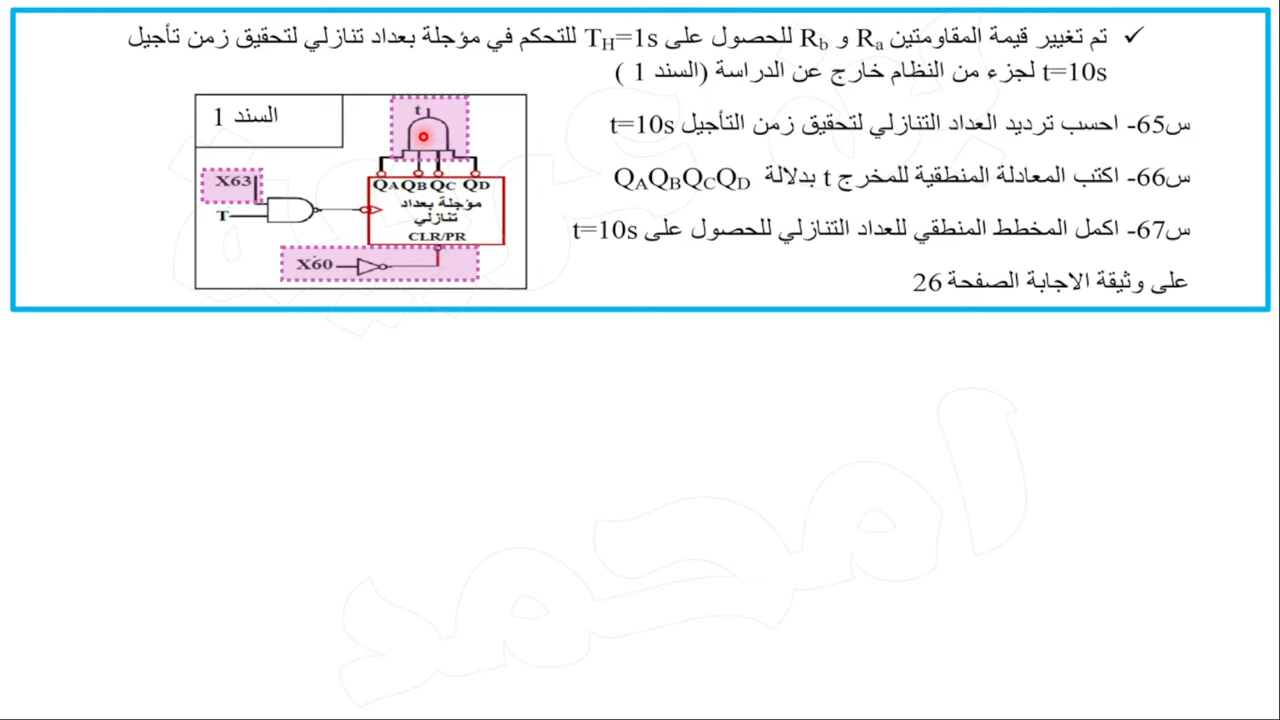 ✓ تم تغيير قيمة المقاومتين Ra و Rb للحصول على TH=1s للتحكم في مؤجلة بعداد تنازلي لتحقيق زمن تأجيل
t=10s لجزء من النظام خارج عن الدراسة (السند 1 )
السند 1
t
X63
T
QA QB QC QD
مؤجلة بعداد
تنازلي
CLR/PR
X60
س65- احسب ترديد العداد التنازلي لتحقيق زمن التأجيل t=10s
س66- اكتب المعادلة المنطقية للمخرج t بدلالة QAQBQCQD
س67- اكمل المخطط المنطقي للعداد التنازلي للحصول على t=10s
على وثيقة الاجابة الصفحة 26
امحمد